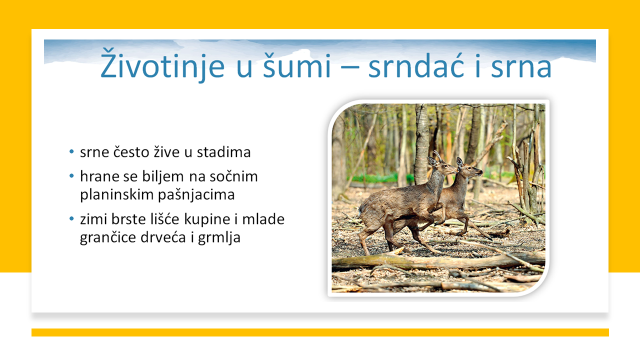 Životinje u šumi – srndać i srna
• srne često žive u stadima
• hrane se biljem na sočnim
planinskim pašnjacima
• zimi brste lišće kupine i mlade
grančice drveća i grmlja